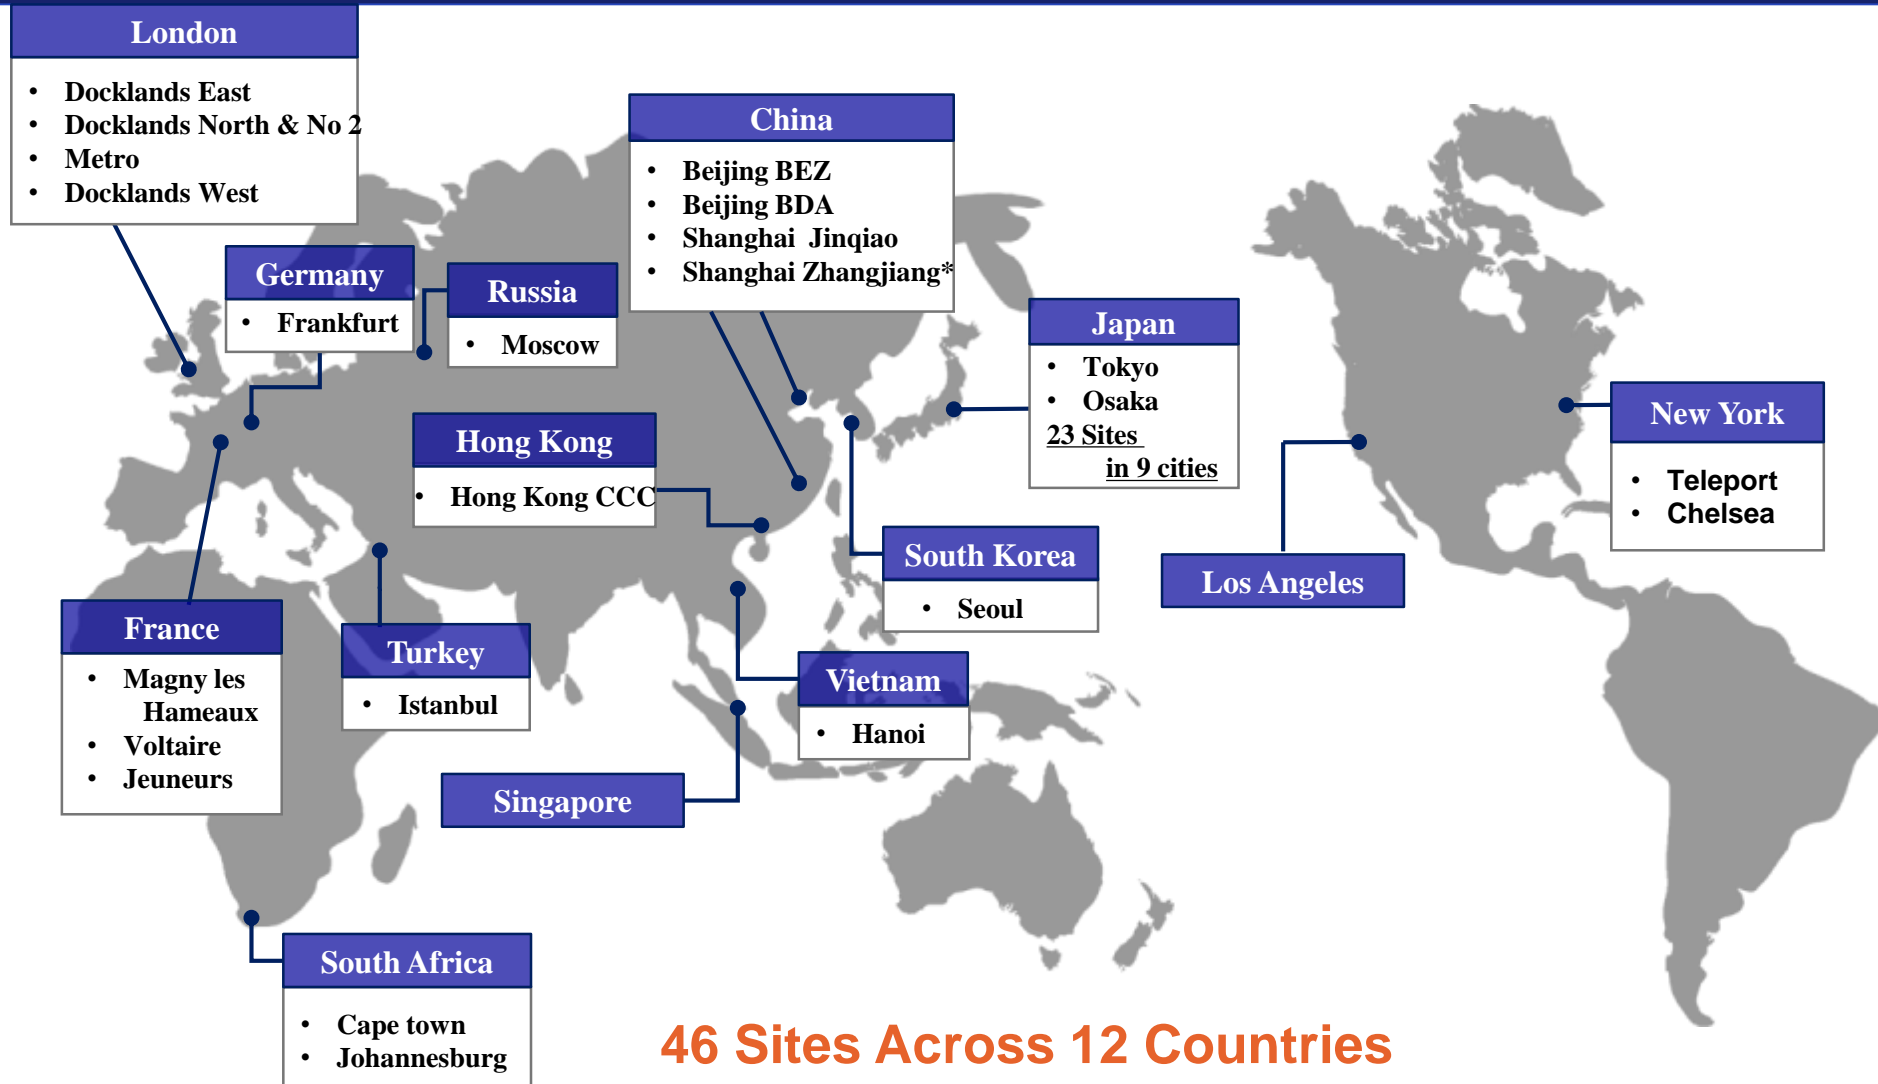 London
• Docklands East
• Docklands North & No 2
• Metro
• Docklands West
China
• Beijing BEZ
• Beijing BDA
• Shanghai Jinqiao
• Shanghai Zhangjiang*
Germany
• Frankfurt
Russia
• Moscow
Japan
• Tokyo
• Osaka
23 Sites
in 9 cities
New York
• Teleport
• Chelsea
Hong Kong
• Hong Kong CCC
South Korea
• Seoul
Los Angeles
France
• Magny les
Hameaux
• Voltaire
• Jeuneurs
Turkey
• Istanbul
Vietnam
• Hanoi
Singapore
South Africa
• Cape town
• Johannesburg
46 Sites Across 12 Countries